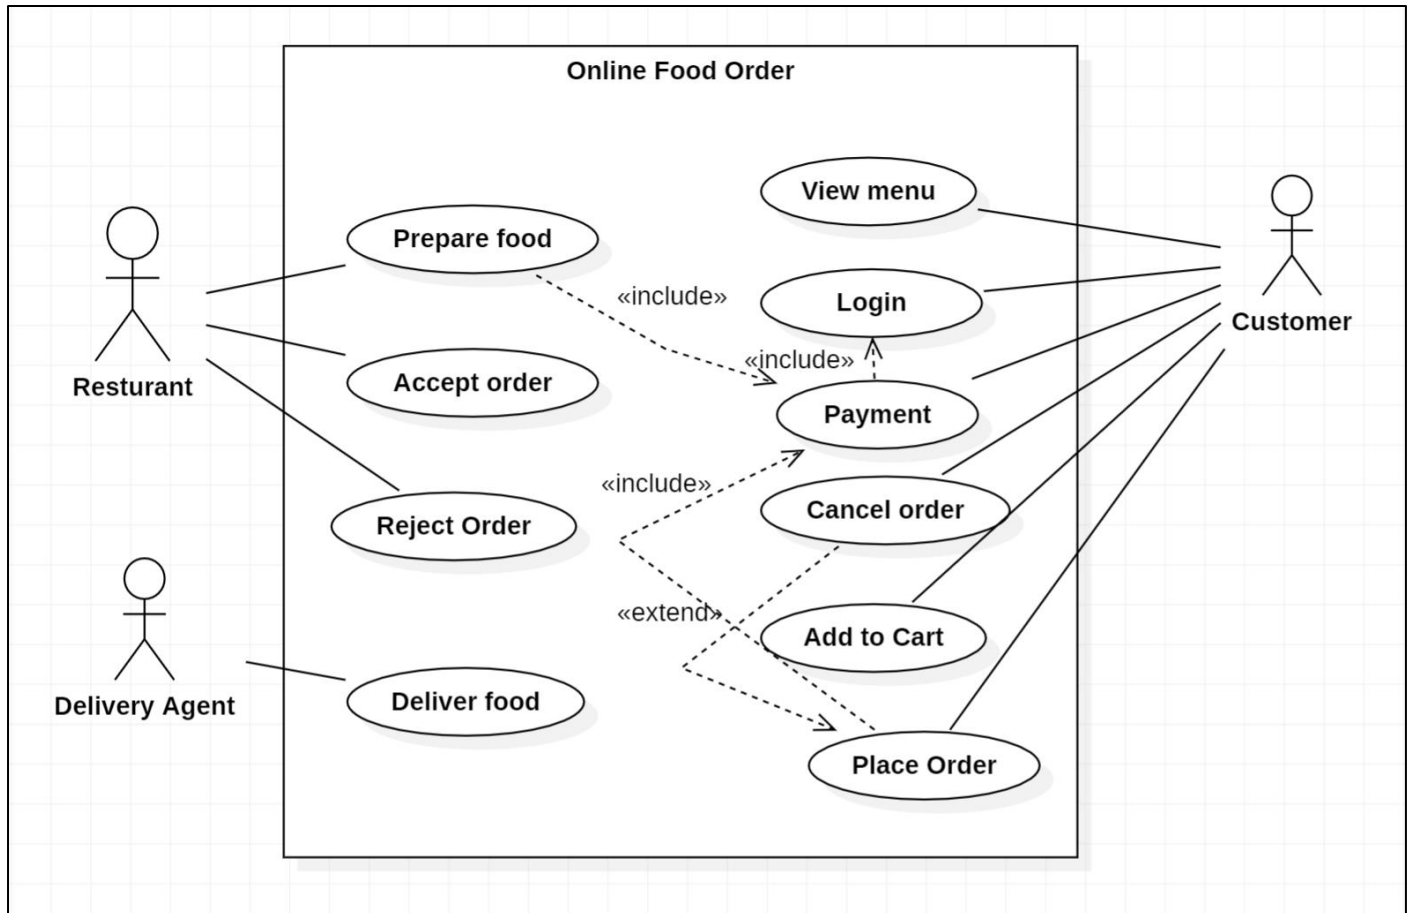 Online Food Order
View menu
Prepare food
«include»
Login
Customer
«include»
Resturant
Accept order
Payment
«include»
Cancel order
Reject Order
«extend»
Add to Cart
Delivery Agent
Deliver food
Place Order